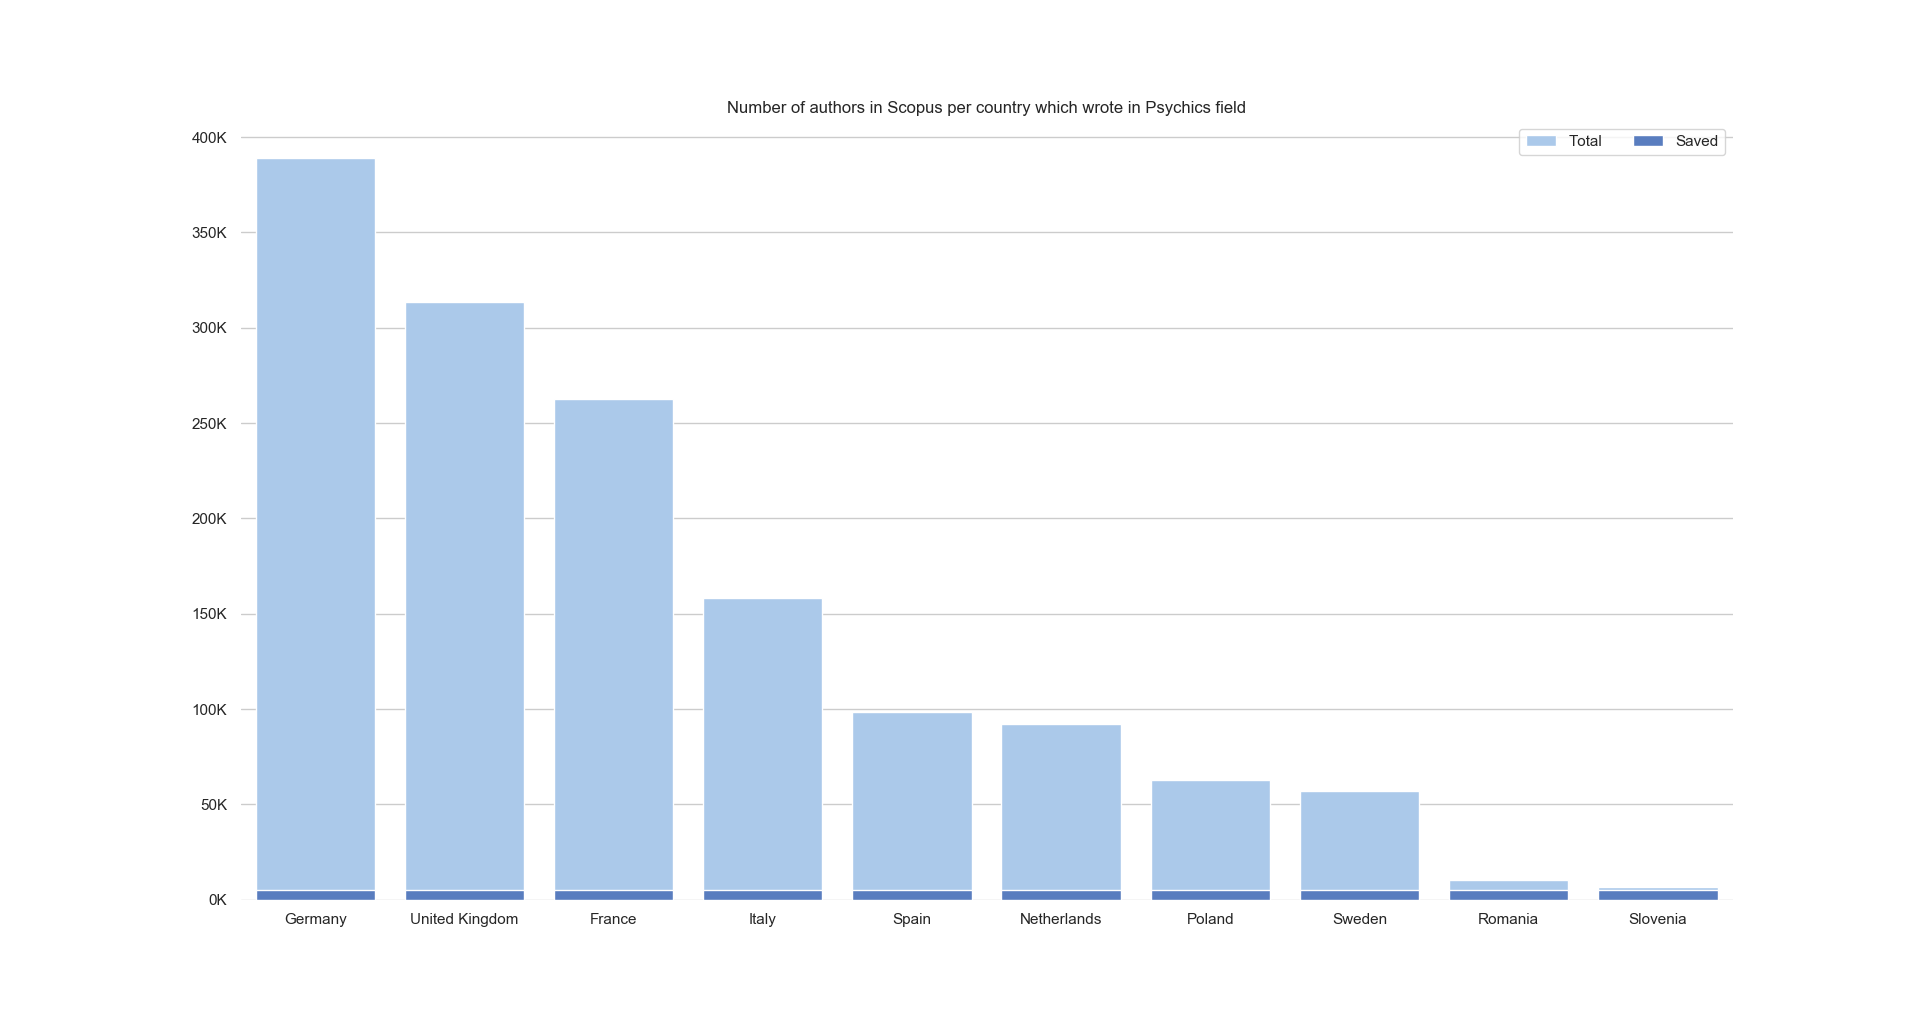 Number of authors in Scopus per country which wrote in Psychics field
Total Saved
400K
350K
300K
250K
200K
150K
100K
50K
0K
Germany United Kingdom France Italy Spain Netherlands Poland Sweden Romania Slovenia